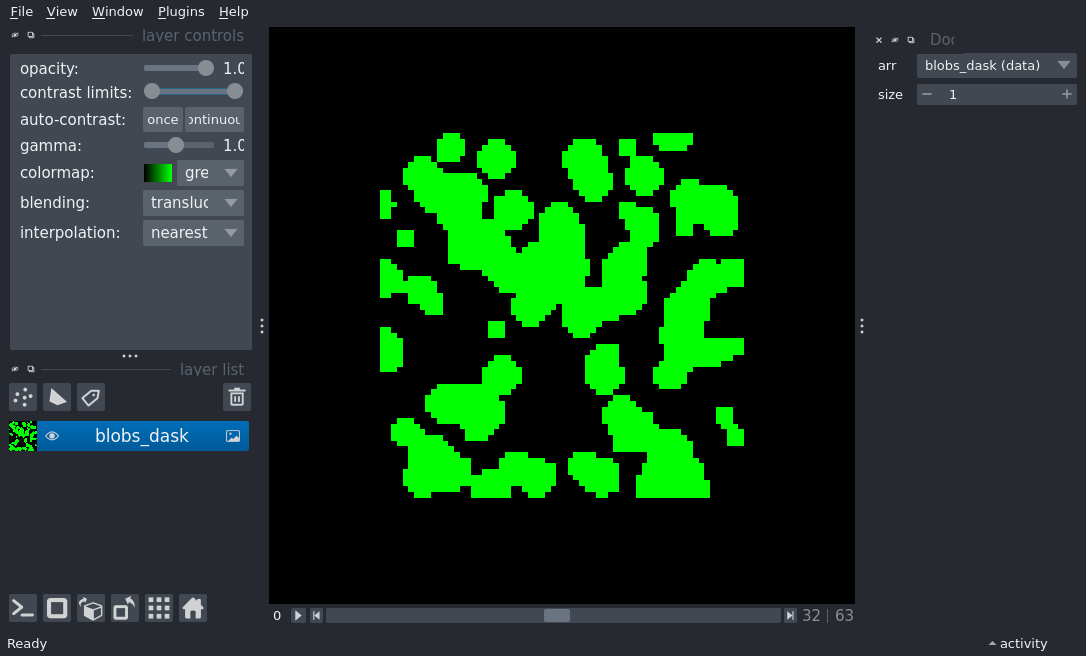 File View Window Plugins Help
layer controls
opacity: 1.0
contrast limits:
auto-contrast: once ontinuou
gamma: 1.0
colormap: gre
blending: transluc
interpolation: nearest
layer list
blobs_dask
Ready
0 32 | 63
Doc
arr blobs_dask (data)
size 1
activity